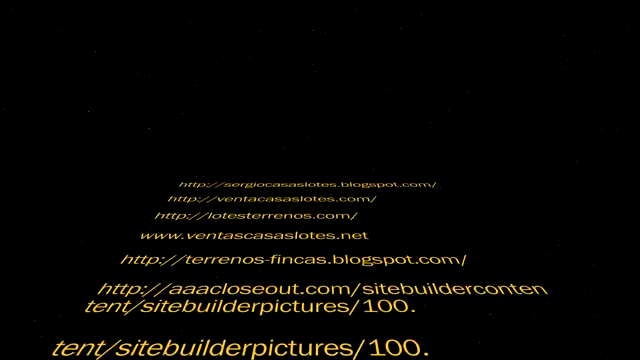 http://sergiocasaslotes.blogspot.com/
http://ventacasaslotes.com/
http://lotesterrenos.com/
www.ventascasaslotes.net
http://terrenos-fincas.blogspot.com/
http://aaacloseout.com/sitebuilderconten
tent/sitebuilderpictures/100.
tent/sitebuilderpictures/100.